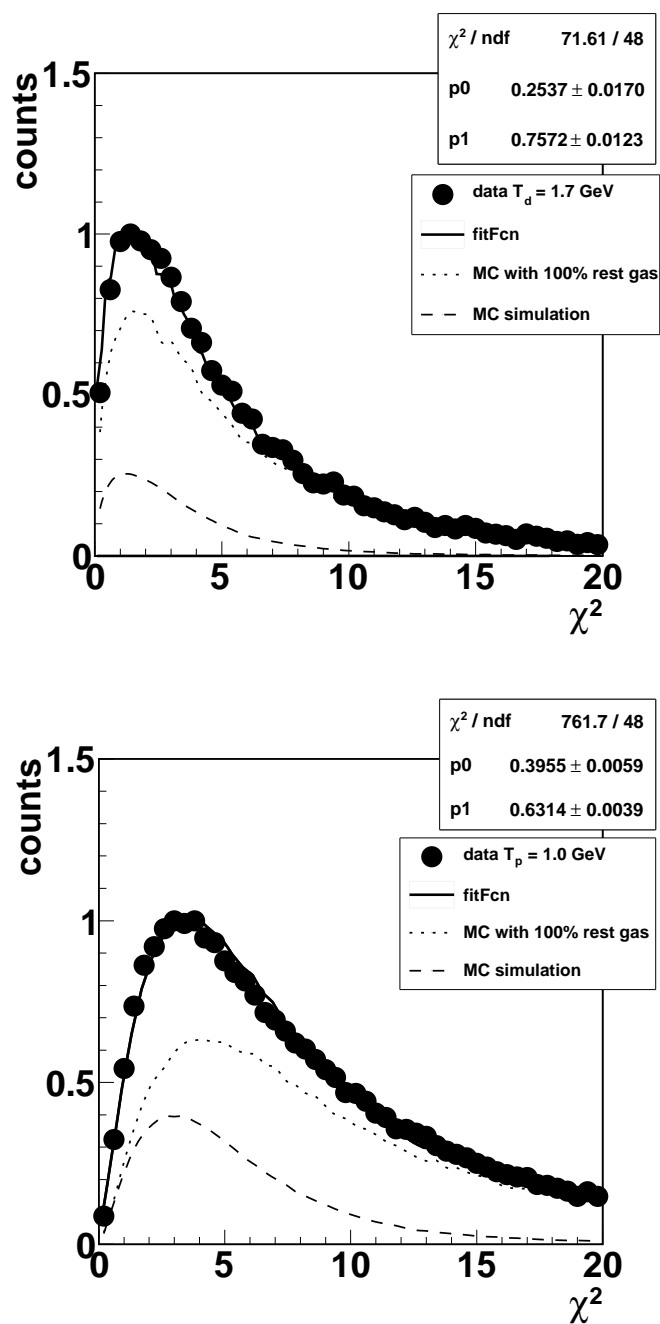 χ² / ndf 71.61 / 48
p0 0.2537 ± 0.0170
p1 0.7572 ± 0.0123
data T_d = 1.7 GeV
fitFcn
MC with 100% rest gas
MC simulation
counts
1.5
1
0.5
0
0 5 10 15 20
χ²
χ² / ndf 761.7 / 48
p0 0.3955 ± 0.0059
p1 0.6314 ± 0.0039
data T_p = 1.0 GeV
fitFcn
MC with 100% rest gas
MC simulation
counts
1.5
1
0.5
0
0 5 10 15 20
χ²